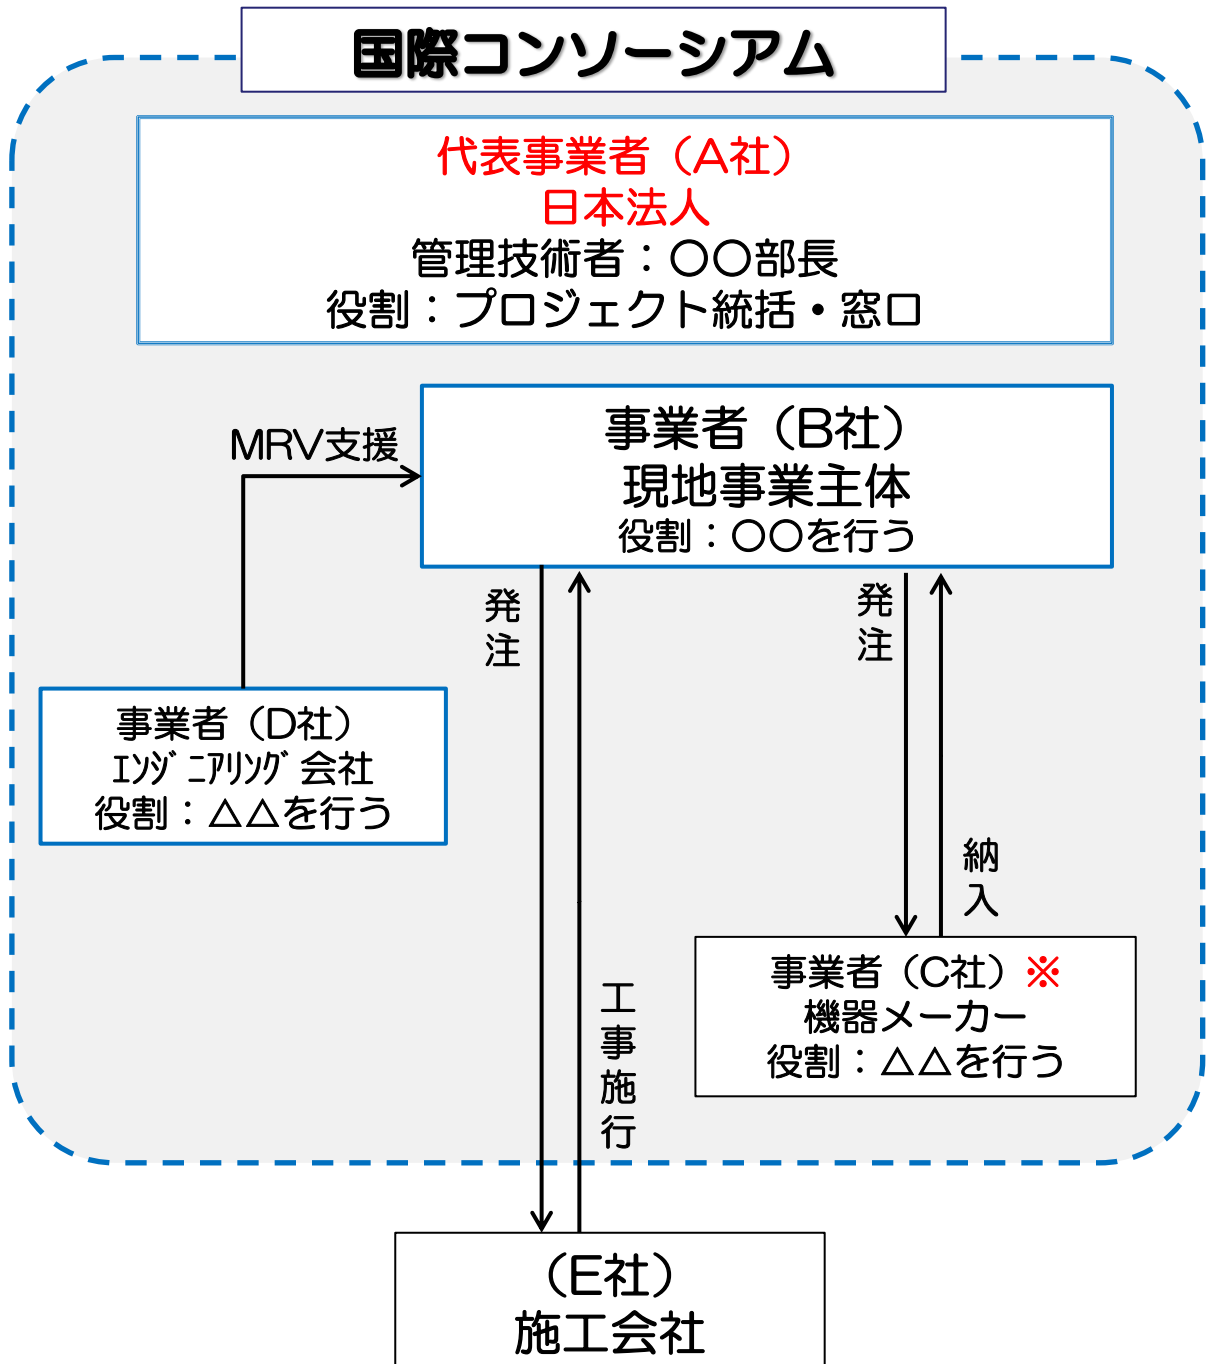 国際コンソーシアム
代表事業者（A社）
日本法人
管理技術者：〇〇部長
役割：プロジェクト統括・窓口
MRV支援
事業者（B社）
現地事業主体
役割：〇〇を行う
発注
発注
事業者（D社）
ｴﾝｼﾞﾆｱﾘﾝｸﾞ会社
役割：△△を行う
納入
事業者（C社）※
機器メーカー
役割：△△を行う
工事施行
（E社）
施工会社